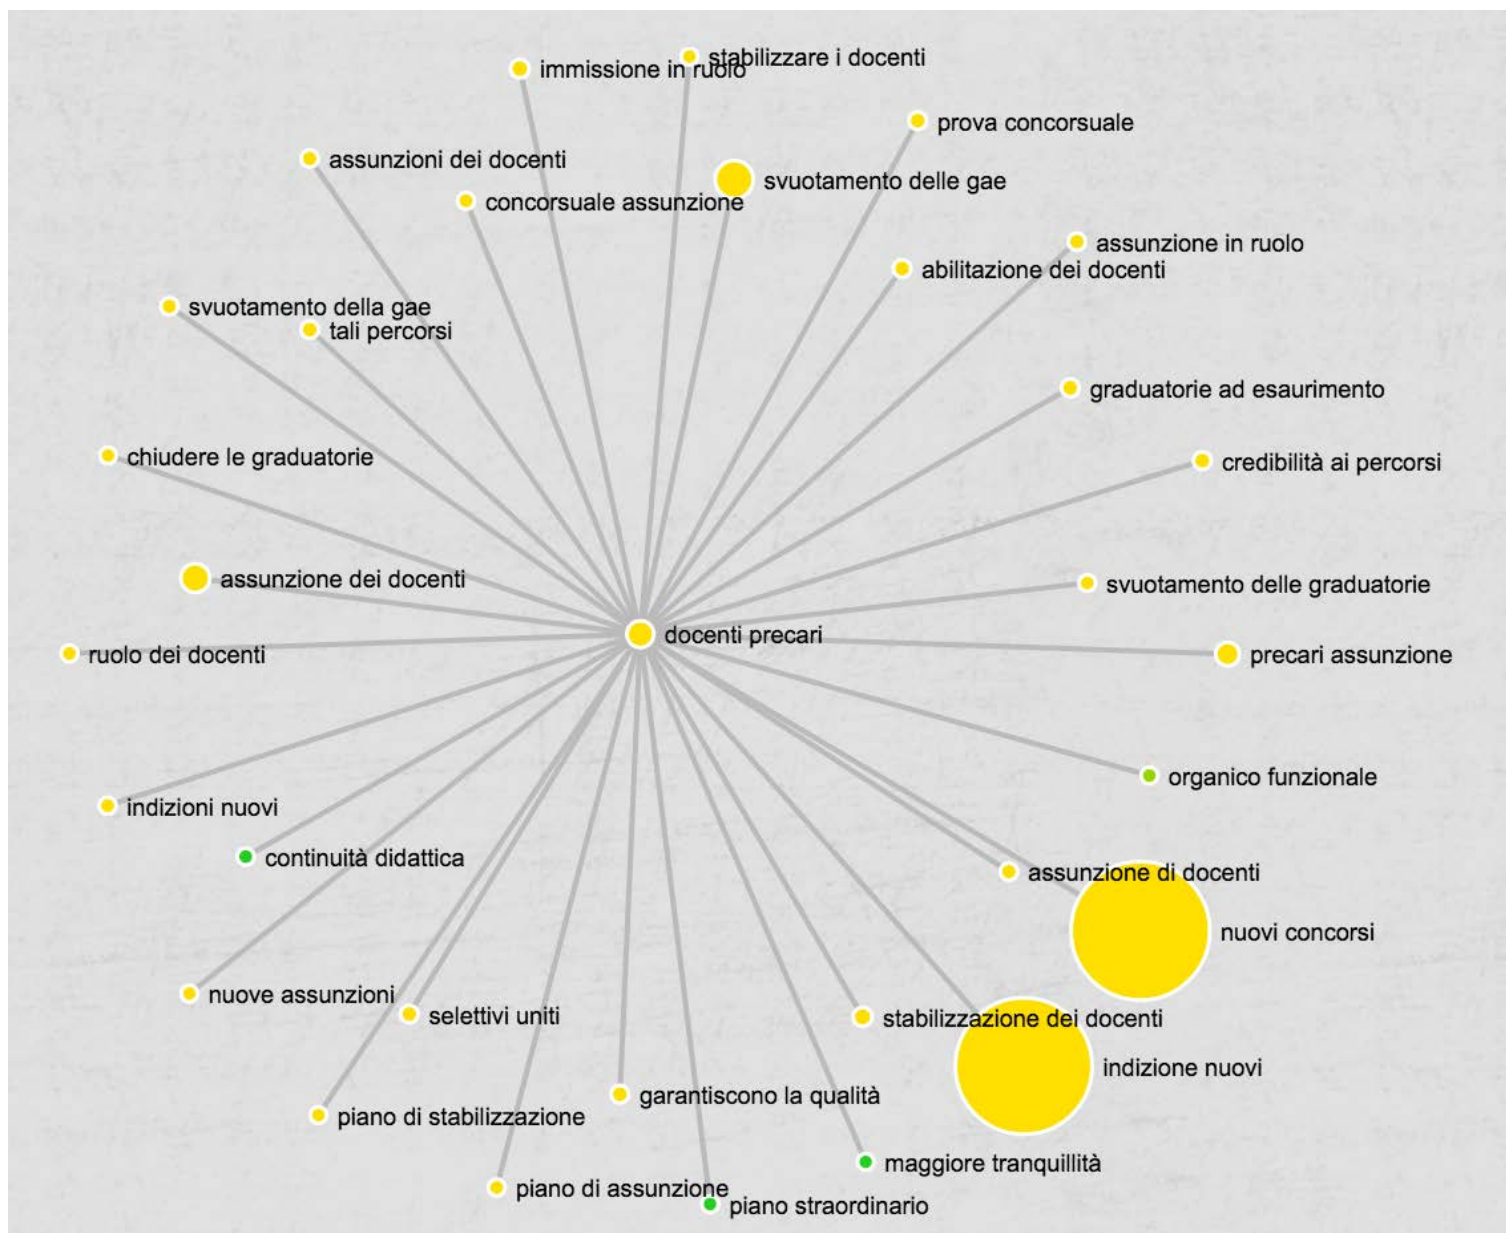 stabilizzare i docenti
immissione in ruolo
prova concorsuale
assunzioni dei docenti
svuotamento delle gae
concorsuale assunzione
assunzione in ruolo
abilitazione dei docenti
svuotamento della gae
tali percorsi
graduatorie ad esaurimento
chiudere le graduatorie
credibilità ai percorsi
assunzione dei docenti
svuotamento delle graduatorie
docenti precari
ruolo dei docenti
precari assunzione
organico funzionale
indizioni nuovi
continuità didattica
assunzione di docenti
nuovi concorsi
nuove assunzioni
selettivi uniti
stabilizzazione dei docenti
indizione nuovi
garantiscono la qualità
piano di stabilizzazione
maggiore tranquillità
piano di assunzione
piano straordinario